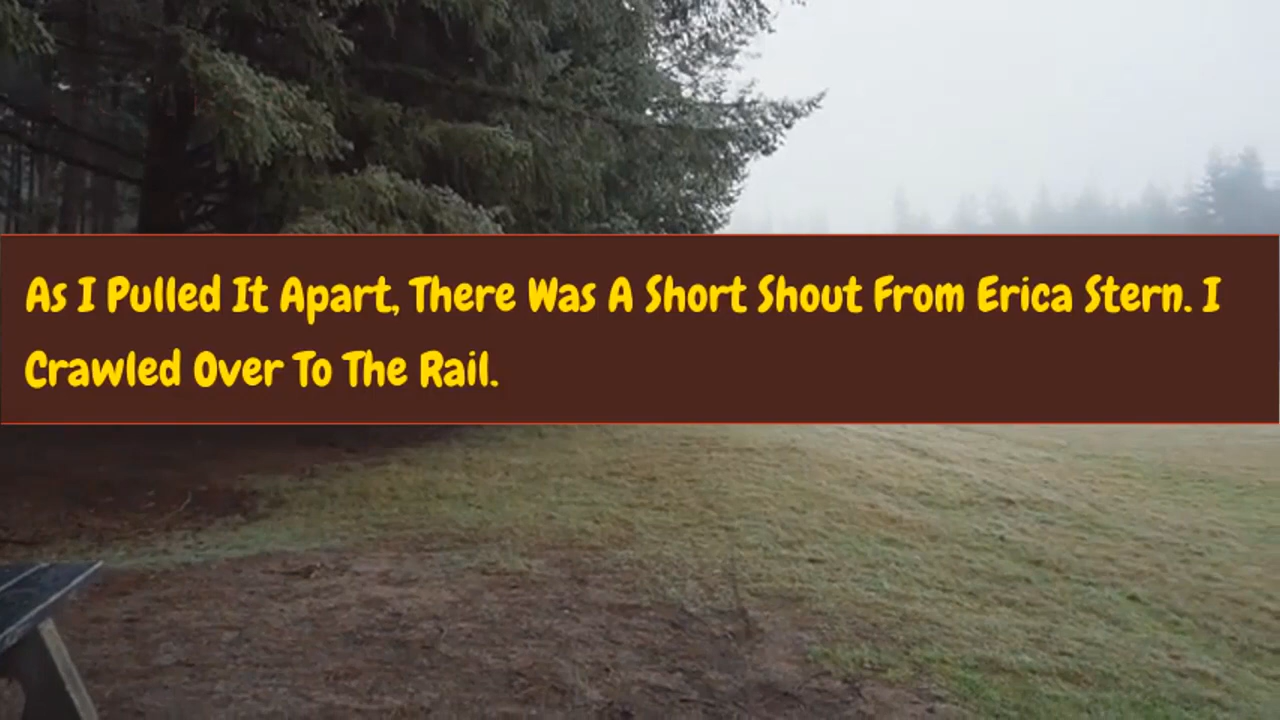 As I Pulled It Apart, There Was A Short Shout From Erica Stern. I
Crawled Over To The Rail.